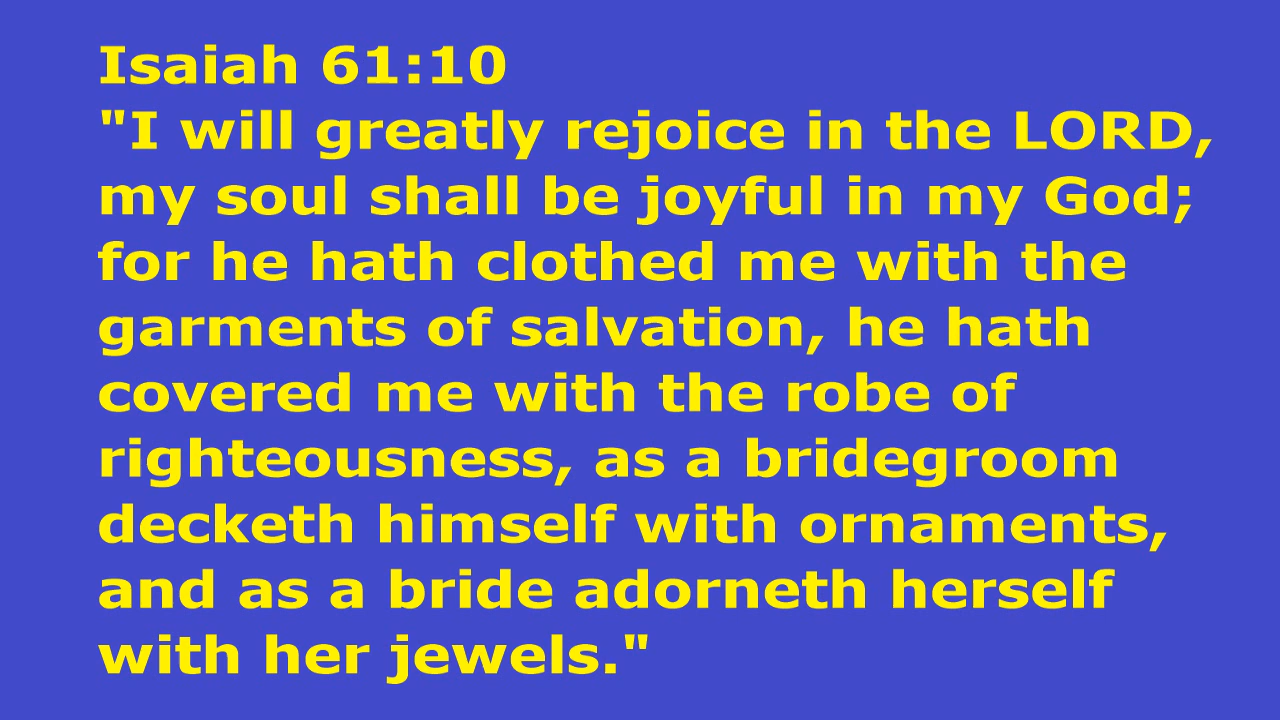 Isaiah 61:10
"I will greatly rejoice in the LORD,
my soul shall be joyful in my God;
for he hath clothed me with the
garments of salvation, he hath
covered me with the robe of
righteousness, as a bridegroom
decketh himself with ornaments,
and as a bride adorneth herself
with her jewels."